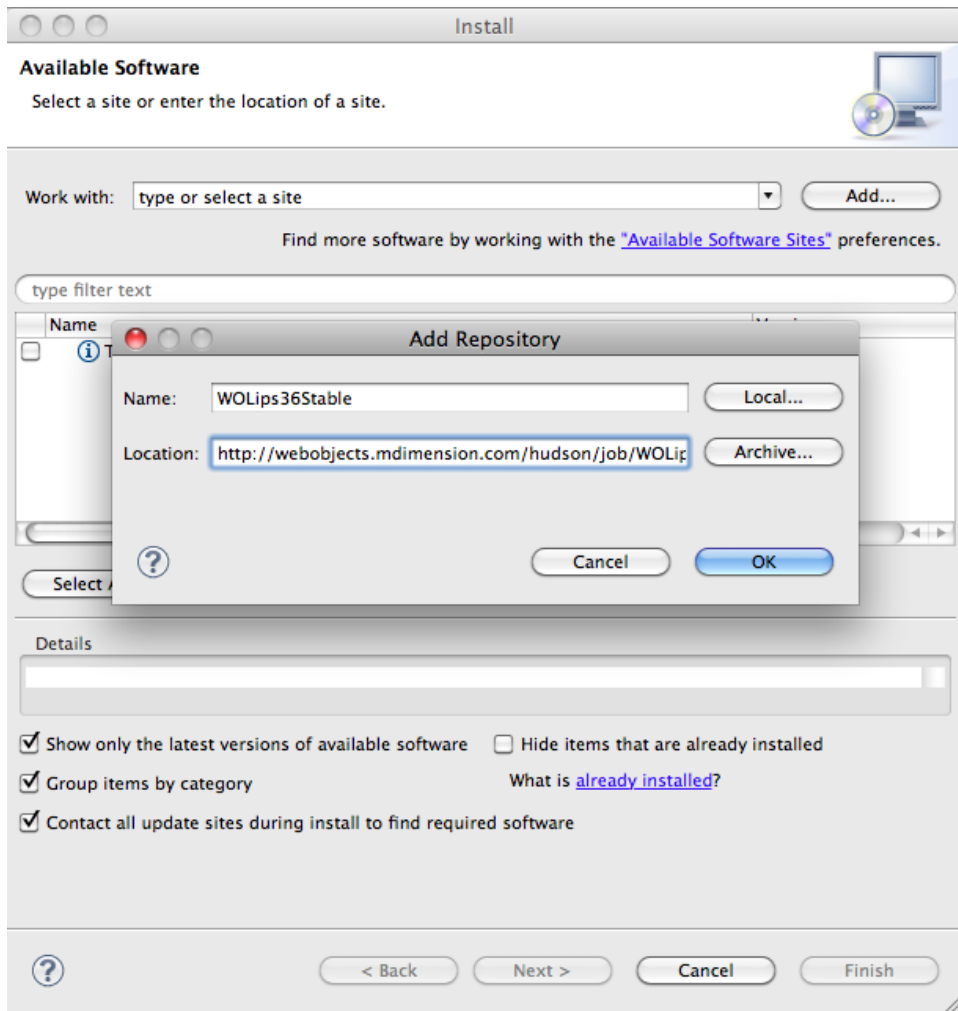 Install
Available Software
Select a site or enter the location of a site.
Work with: type or select a site Add...
Find more software by working with the "Available Software Sites" preferences.
type filter text
Name
Add Repository
Name: WOLips36Stable Local...
Location: http://webobjects.mdimension.com/hudson/job/WOLip Archive...
? Cancel OK
Select A
Details
Show only the latest versions of available software Hide items that are already installed
Group items by category What is already installed?
Contact all update sites during install to find required software
? < Back Next > Cancel Finish